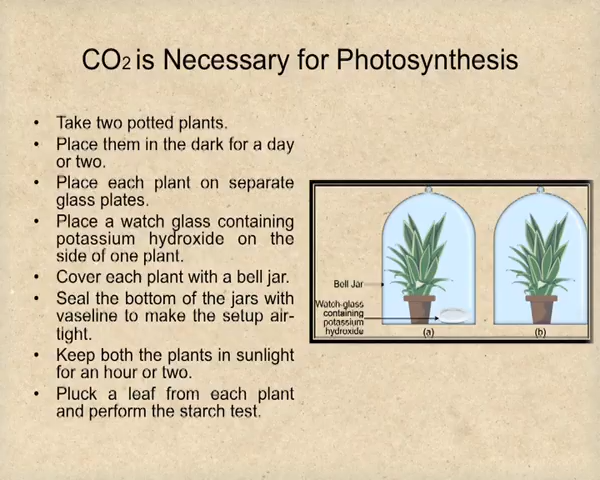 CO2 is Necessary for Photosynthesis
• Take two potted plants.
• Place them in the dark for a day
or two.
• Place each plant on separate
glass plates.
• Place a watch glass containing
potassium hydroxide on the
side of one plant.
• Cover each plant with a bell jar.
• Seal the bottom of the jars with
vaseline to make the setup air-
tight.
• Keep both the plants in sunlight
for an hour or two.
• Pluck a leaf from each plant
and perform the starch test.
Bell Jar
Watch-glass
containing
potassium
hydroxide
(a)
(b)